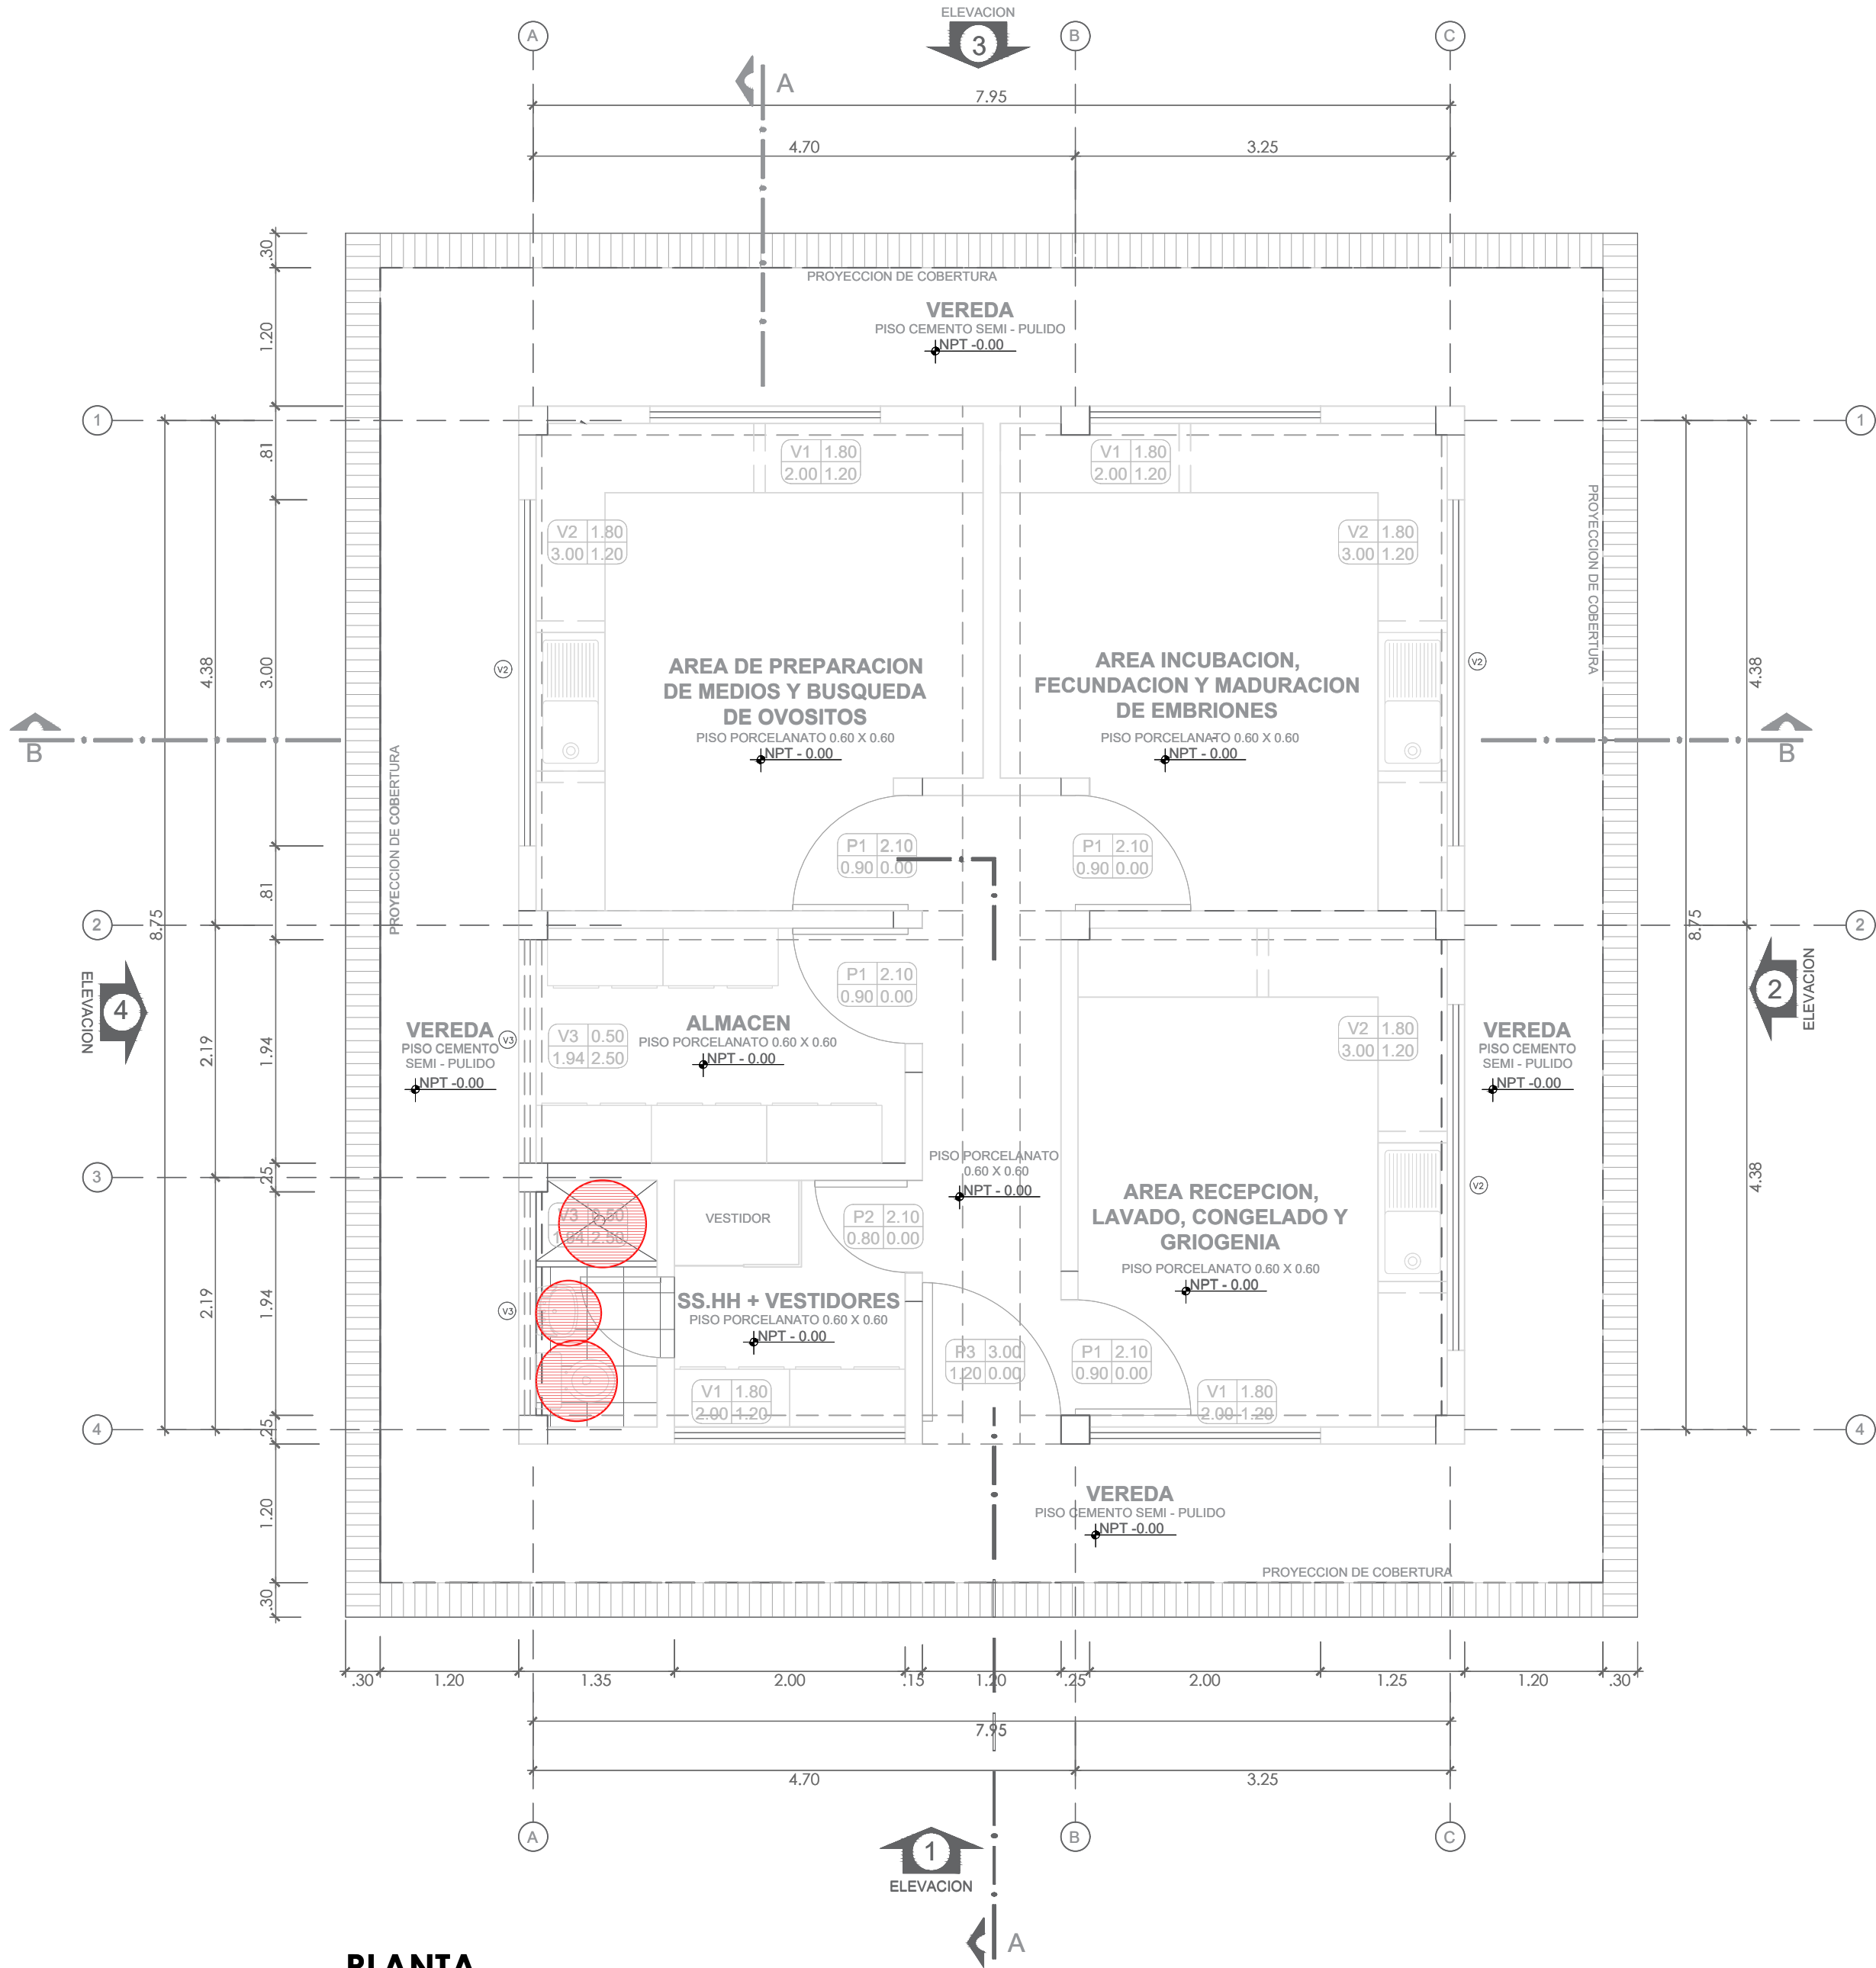 ELEVACION
3
A
B
C
A
7.95
4.70
3.25
.30
PROYECCION DE COBERTURA
VEREDA
PISO CEMENTO SEMI - PULIDO
NPT -0.00
1.20
1
1
.81
V1 1.80
2.00 1.20
V1 1.80
2.00 1.20
V2 1.80
3.00 1.20
V2 1.80
3.00 1.20
PROYECCION DE COBERTURA
4.38
3.00
V2
AREA DE PREPARACION
DE MEDIOS Y BUSQUEDA
DE OVOSITOS
PISO PORCELANATO 0.60 X 0.60
NPT - 0.00
AREA INCUBACION,
FECUNDACION Y MADURACION
DE EMBRIONES
PISO PORCELANATO 0.60 X 0.60
NPT - 0.00
V2
4.38
B
B
PROYECCION DE COBERTURA
P1 2.10
0.90 0.00
P1 2.10
0.90 0.00
.81
8.75
2
2
8.75
ELEVACION
4
P1 2.10
0.90 0.00
2
ELEVACION
VEREDA
PISO CEMENTO
SEMI - PULIDO
NPT -0.00
V3
V3 0.50
1.94 2.50
ALMACEN
PISO PORCELANATO 0.60 X 0.60
NPT - 0.00
V2 1.80
3.00 1.20
VEREDA
PISO CEMENTO
SEMI - PULIDO
NPT -0.00
2.19
1.94
3
.25
PISO PORCELANATO
0.60 X 0.60
NPT - 0.00
V3 0.50
1.94 2.50
VESTIDOR
P2 2.10
0.80 0.00
AREA RECEPCION,
LAVADO, CONGELADO Y
GRIOGENIA
PISO PORCELANATO 0.60 X 0.60
NPT - 0.00
V2
4.38
2.19
1.94
V3
SS.HH + VESTIDORES
PISO PORCELANATO 0.60 X 0.60
NPT - 0.00
P3 3.00
1.20 0.00
P1 2.10
0.90 0.00
V1 1.80
2.00 1.20
V1 1.80
2.00 1.20
4
.25
4
VEREDA
PISO CEMENTO SEMI - PULIDO
NPT -0.00
1.20
PROYECCION DE COBERTURA
.30
.30 1.20 1.35 2.00 .15 1.20 .25 2.00 1.25 1.20 .30
7.95
4.70
3.25
A
B
C
1
ELEVACION
A
PLANTA